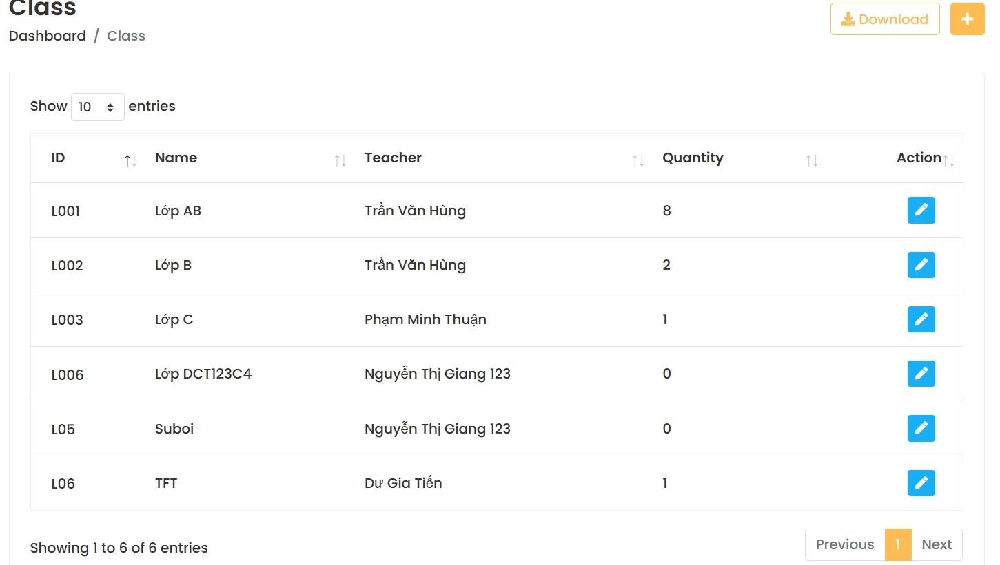 Class
Download
+
Dashboard / Class
Show 10 entries
ID Name Teacher Quantity Action
L001 Lớp AB Trần Văn Hùng 8
L002 Lớp B Trần Văn Hùng 2
L003 Lớp C Phạm Minh Thuận 1
L006 Lớp DCT123C4 Nguyễn Thị Giang 123 0
L05 Suboi Nguyễn Thị Giang 123 0
L06 TFT Dư Gia Tiến 1
Showing 1 to 6 of 6 entries
Previous 1 Next